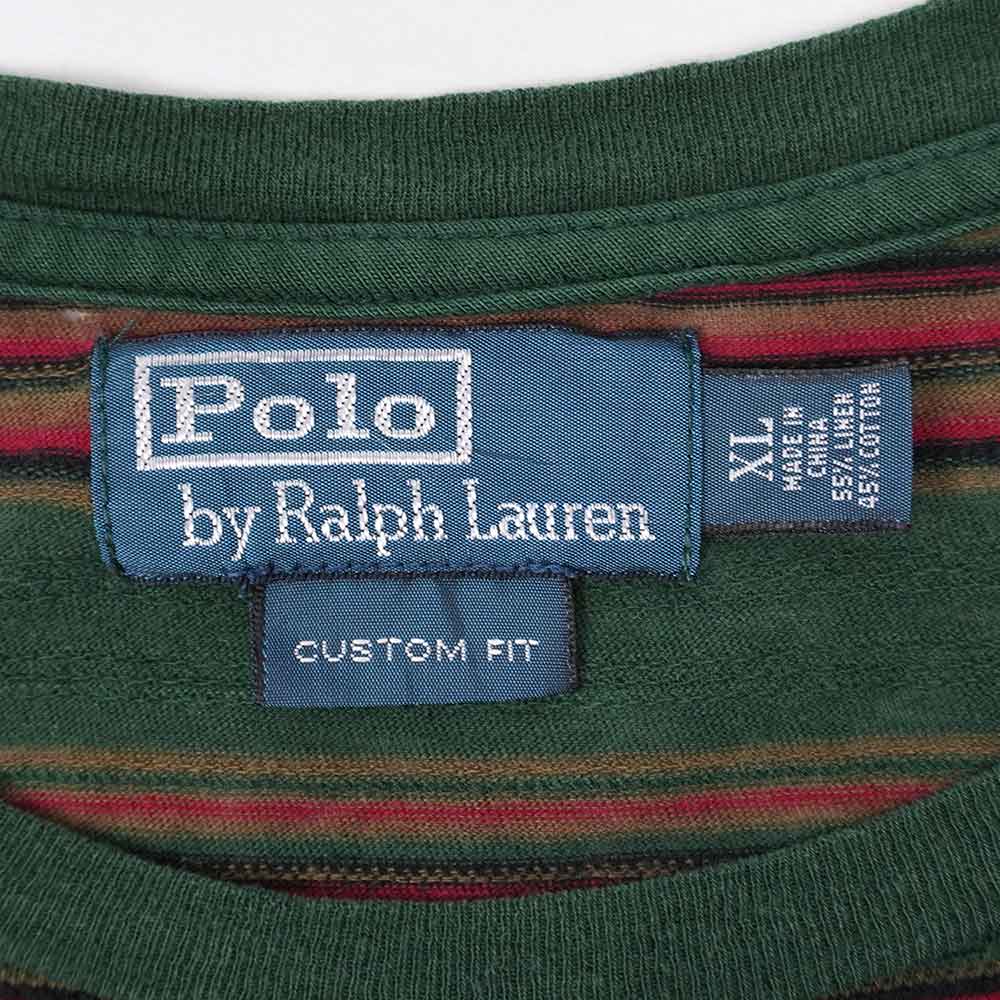 Polo
by Ralph Lauren
CUSTOM FIT
XL
MADE IN
CHINA
55% LINEN
45% COTTON